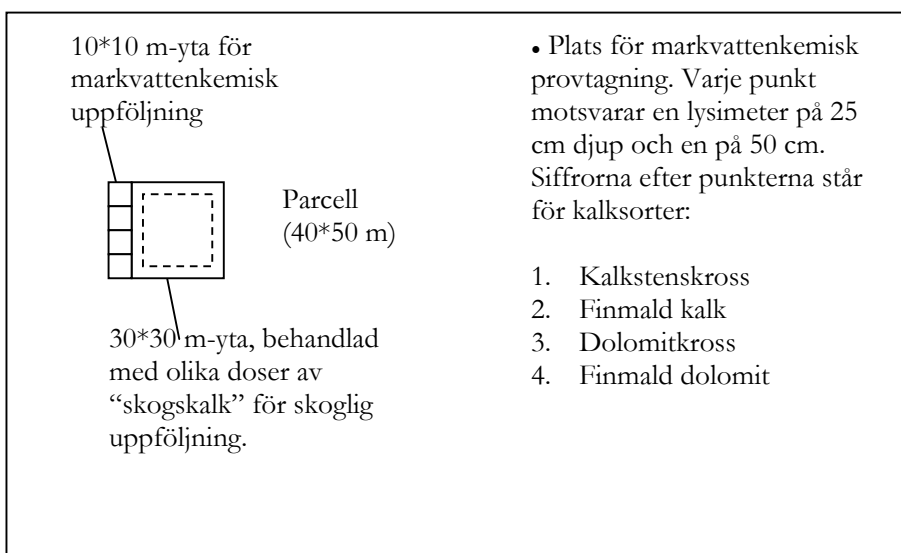 10*10 m-yta för
markvattenkemisk
uppföljning
Parcell
(40*50 m)
30*30 m-yta, behandlad
med olika doser av
“skogskalk” för skoglig
uppföljning.
• Plats för markvattenkemisk
provtagning. Varje punkt
motsvarar en lysimeter på 25
cm djup och en på 50 cm.
Siffrorna efter punkterna står
för kalksorter:
1. Kalkstenskross
2. Finmald kalk
3. Dolomitkross
4. Finmald dolomit